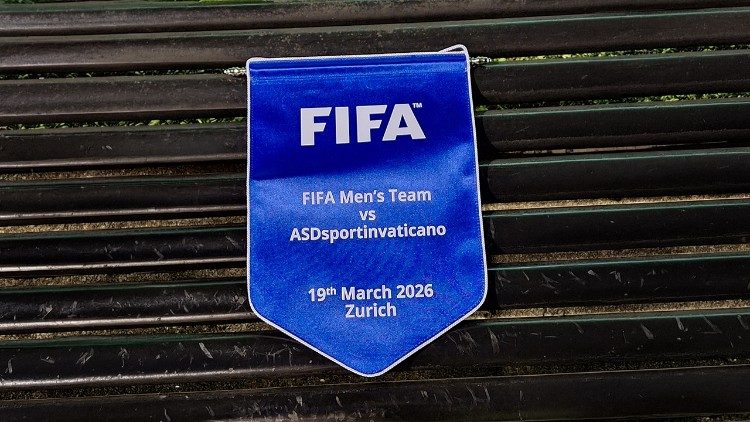 FIFA™
FIFA Men's Team
vs
ASDsportinvaticano
19th March 2026
Zurich